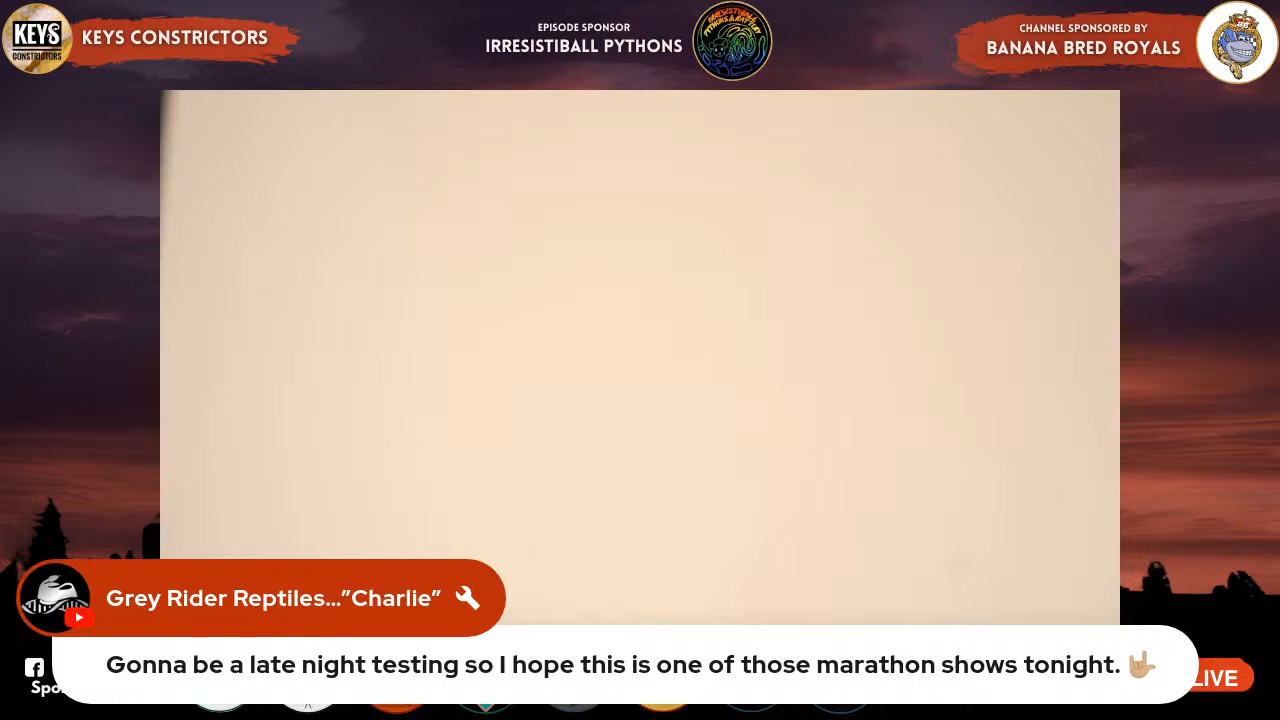 KEYS
CONSTRICTORS
KEYS CONSTRICTORS
EPISODE SPONSOR
IRRESISTIBALL PYTHONS
CHANNEL SPONSORED BY
BANANA BRED ROYALS
Grey Rider Reptiles..."Charlie"
Gonna be a late night testing so I hope this is one of those marathon shows tonight. 🤟🏼
LIVE